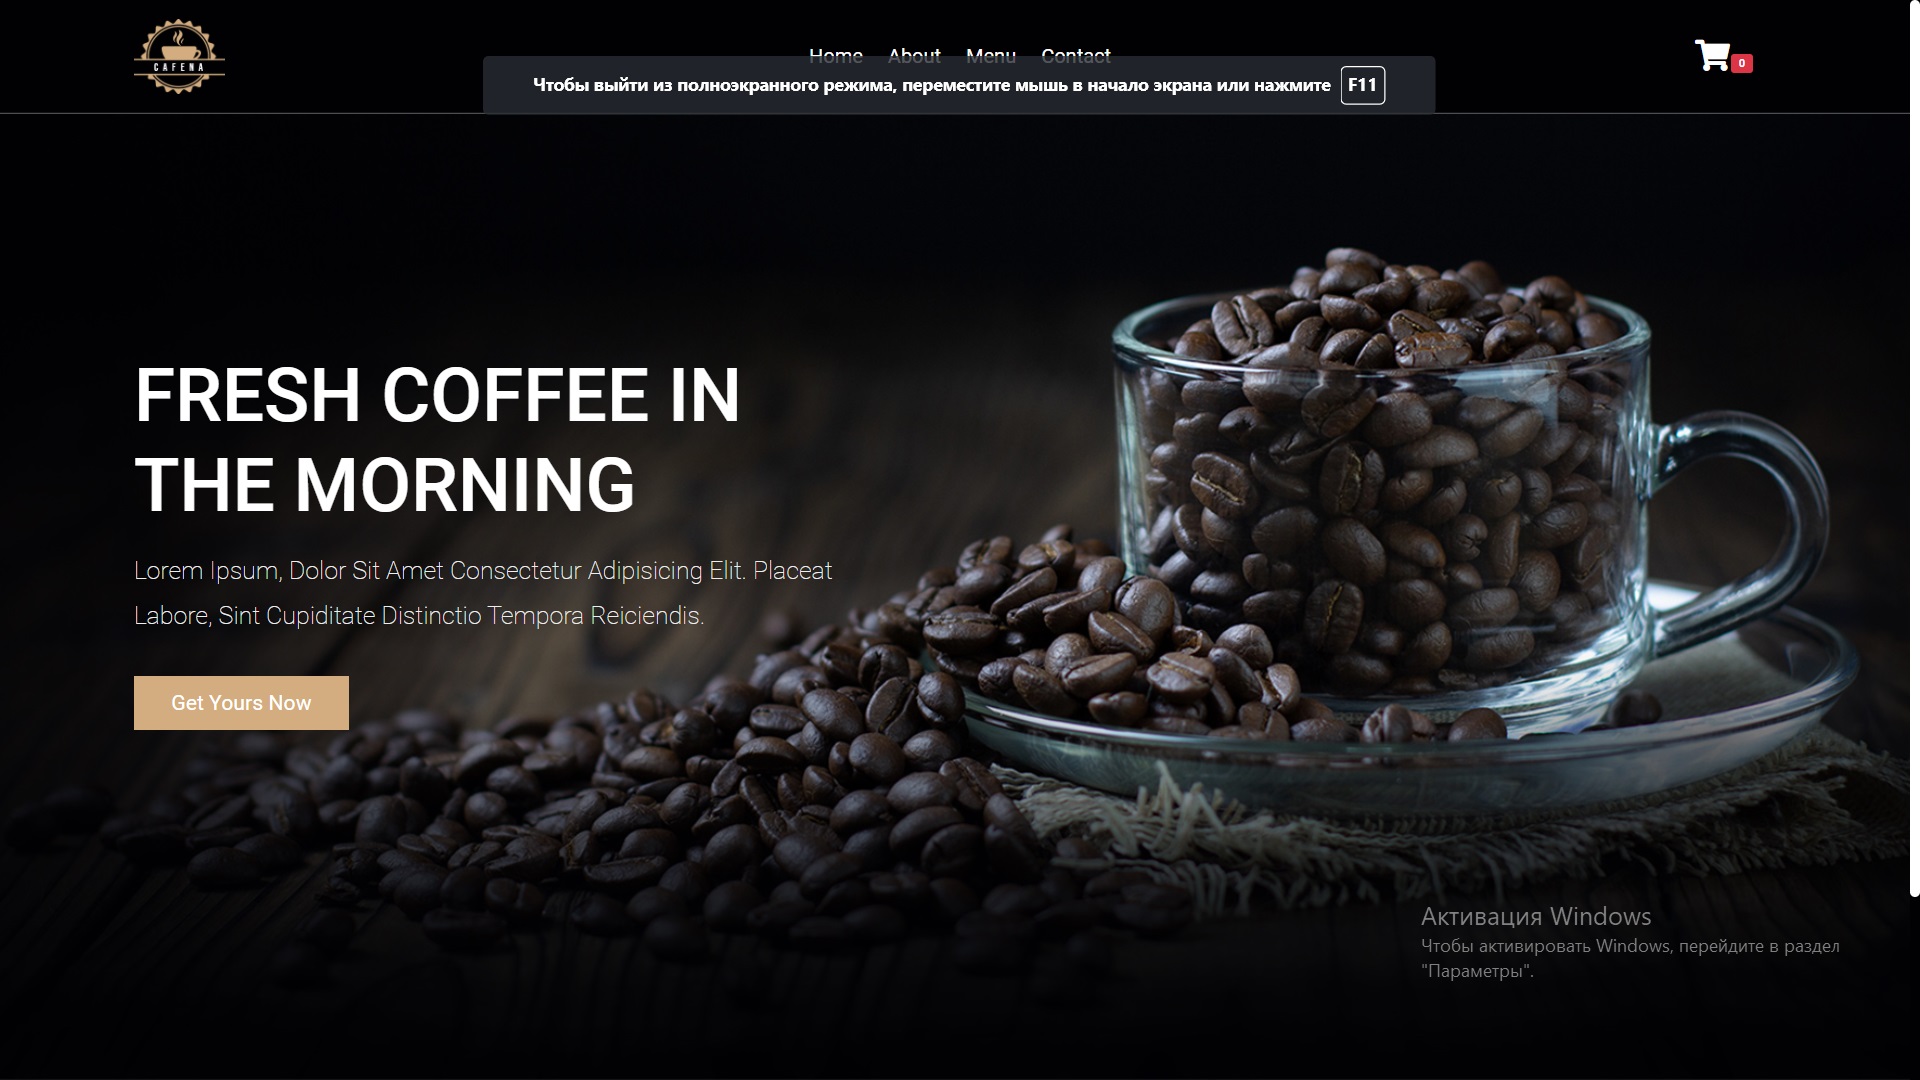 CAFENA
Home About Menu Contact
0
Чтобы выйти из полноэкранного режима, переместите мышь в начало экрана или нажмите F11
FRESH COFFEE IN
THE MORNING
Lorem Ipsum, Dolor Sit Amet Consectetur Adipisicing Elit. Placeat
Labore, Sint Cupiditate Distinctio Tempora Reiciendis.
Get Yours Now
Активация Windows
Чтобы активировать Windows, перейдите в раздел
"Параметры".